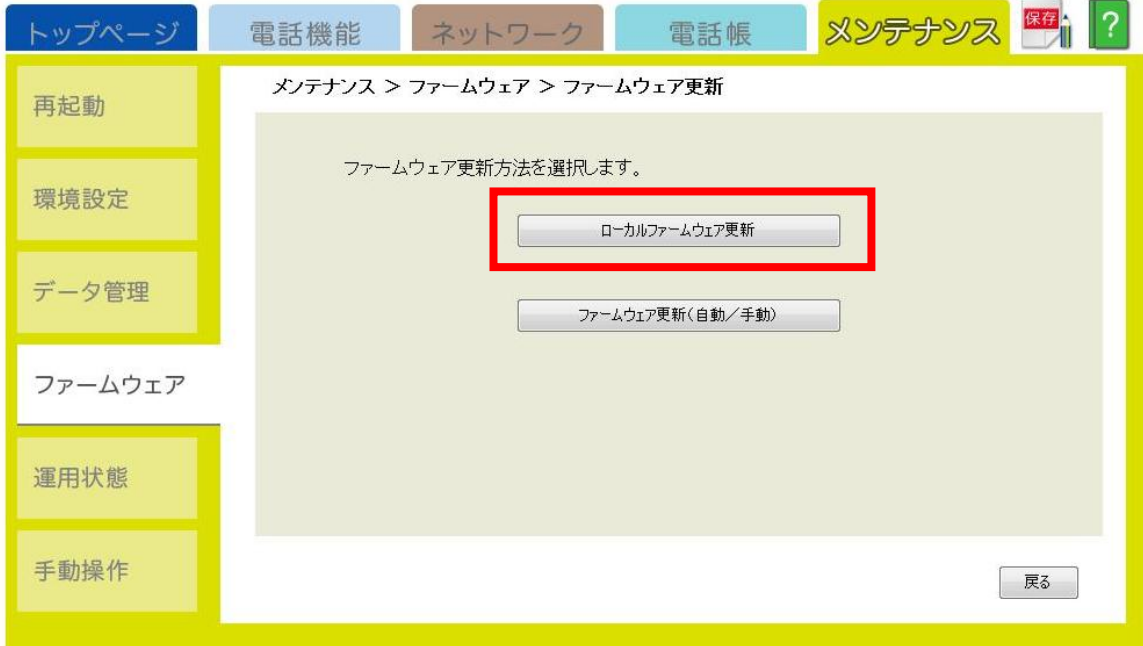 トップページ 電話機能 ネットワーク 電話帳 メンテナンス 保存 ?
メンテナンス > ファームウェア > ファームウェア更新
再起動
環境設定
データ管理
ファームウェア
運用状態
手動操作
ファームウェア更新方法を選択します。
ローカルファームウェア更新
ファームウェア更新(自動/手動)
戻る